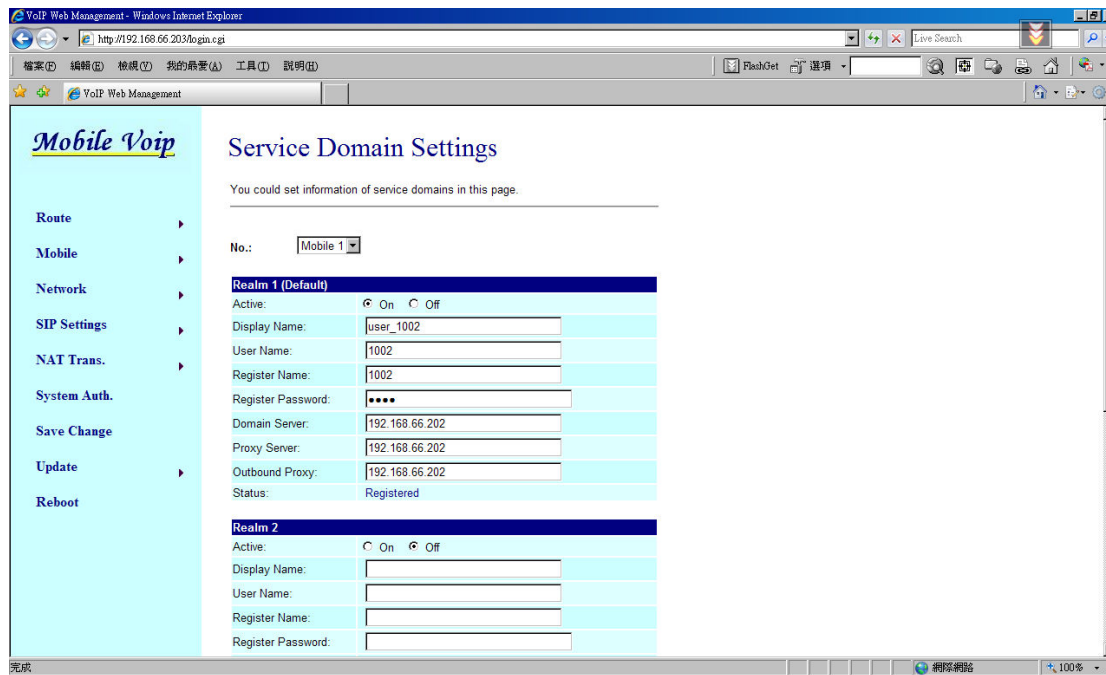 VoIP Web Management - Windows Internet Explorer
http://192.168.66.203/login.cgi
Live Search
檔案(F) 編輯(E) 檢視(V) 我的最愛(A) 工具(T) 說明(H)
FlashGet 選項
VoIP Web Management
Mobile Voip
Route
Mobile
Network
SIP Settings
NAT Trans.
System Auth.
Save Change
Update
Reboot
Service Domain Settings
You could set information of service domains in this page.
No.: Mobile 1
Realm 1 (Default)
Active: On Off
Display Name: user_1002
User Name: 1002
Register Name: 1002
Register Password: ●●●●
Domain Server: 192.168.66.202
Proxy Server: 192.168.66.202
Outbound Proxy: 192.168.66.202
Status: Registered
Realm 2
Active: On Off
Display Name:
User Name:
Register Name:
Register Password:
完成
網際網路
100%